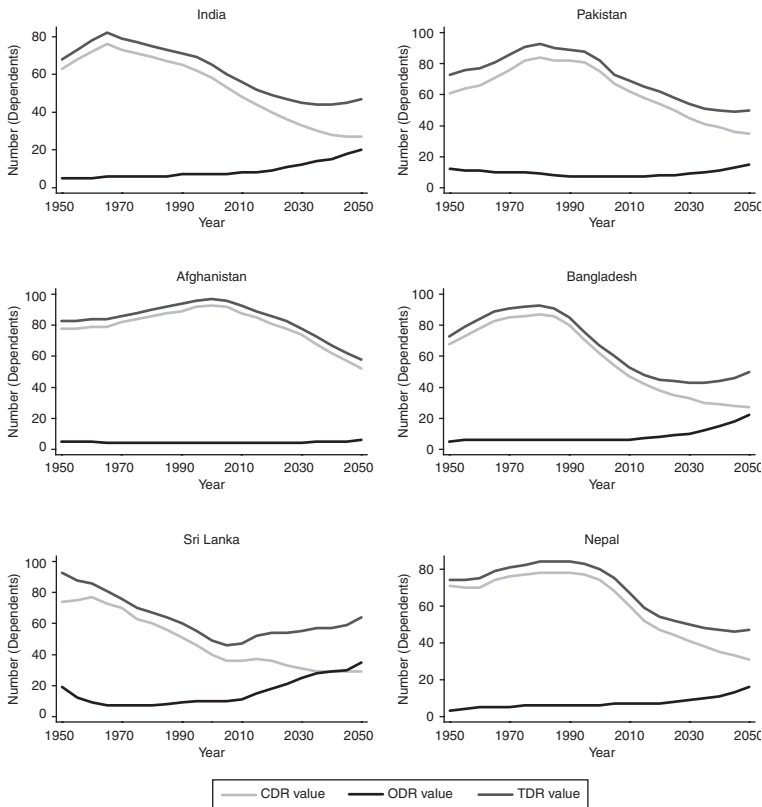 India
Number (Dependents)
80
60
40
20
0
1950 1970 1990 2010 2030 2050
Year
Pakistan
Number (Dependents)
100
80
60
40
20
0
1950 1970 1990 2010 2030 2050
Year
Afghanistan
Number (Dependents)
100
80
60
40
20
0
1950 1970 1990 2010 2030 2050
Year
Bangladesh
Number (Dependents)
100
80
60
40
20
0
1950 1970 1990 2010 2030 2050
Year
Sri Lanka
Number (Dependents)
100
80
60
40
20
0
1950 1970 1990 2010 2030 2050
Year
Nepal
Number (Dependents)
80
60
40
20
0
1950 1970 1990 2010 2030 2050
Year
CDR value ODR value TDR value